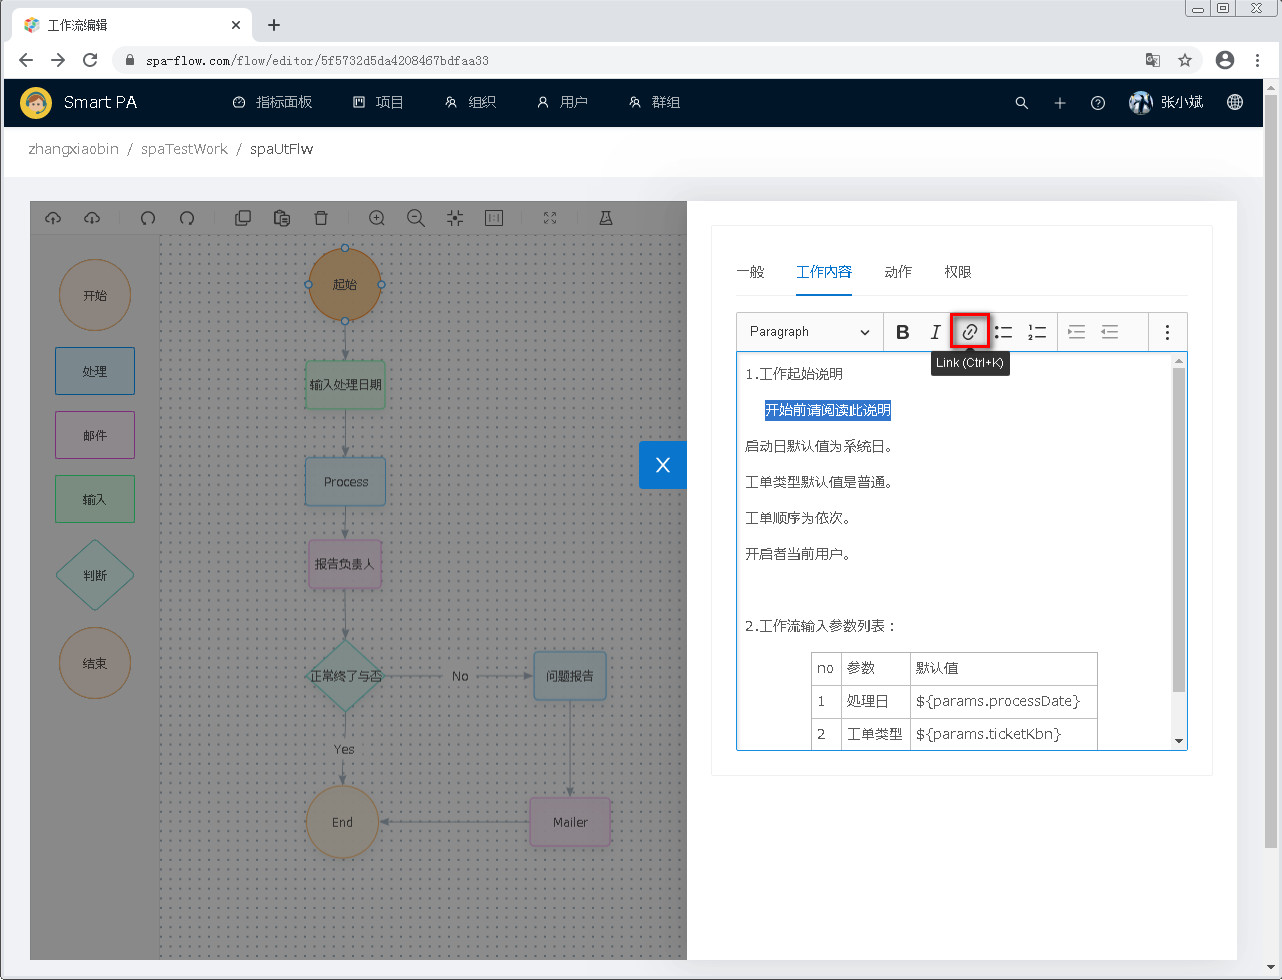 工作流编辑
spa-flow.com/flow/editor/5f5732d5da4208467bdfaa33
Smart PA 指标面板 项目 组织 用户 群组 张小斌
zhangxiaobin / spaTestWork / spaUtFlw
开始
处理
邮件
输入
判断
结束
起始
输入处理日期
Process
报告负责人
正常终了与否
No
问题报告
Yes
End
Mailer
一般 工作内容 动作 权限
Paragraph
Link (Ctrl+K)
1.工作起始说明
开始前请阅读此说明
启动日默认值为系统日。
工单类型默认值是普通。
工单顺序为依次。
开启者当前用户。
2.工作流输入参数列表：
no 参数 默认值
1 处理日 ${params.processDate}
2 工单类型 ${params.ticketKbn}